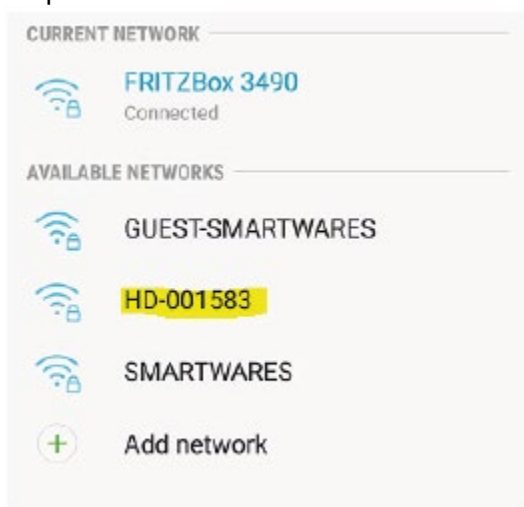 CURRENT NETWORK
FRITZBox 3490
Connected
AVAILABLE NETWORKS
GUEST-SMARTWARES
HD-001583
SMARTWARES
Add network